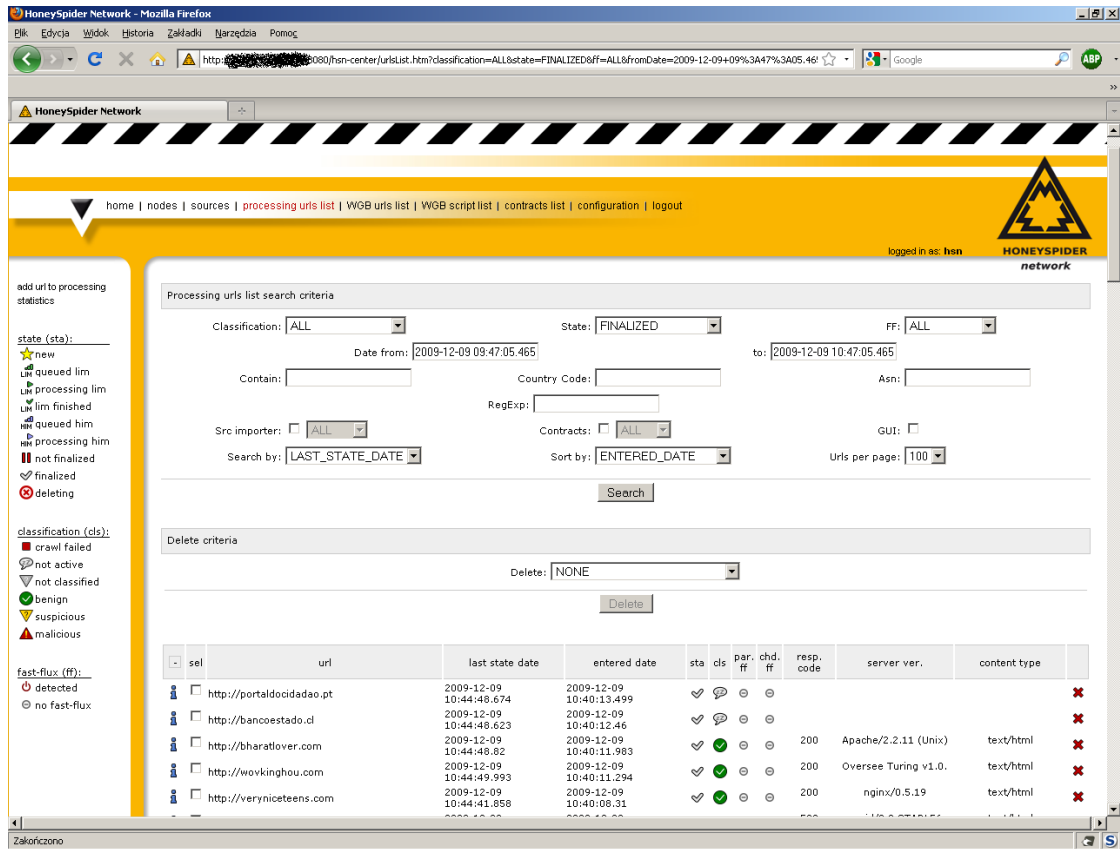 HoneySpider Network - Mozilla Firefox
Plik Edycja Widok Historia Zakładki Narzędzia Pomoc
http: 8080/hsn-center/urlsList.htm?classification=ALL&state=FINALIZED&ff=ALL&fromDate=2009-12-09+09%3A47%3A05.46 Google ABP
HoneySpider Network
home | nodes | sources | processing urls list | WGB urls list | WGB script list | contracts list | configuration | logout
logged in as: hsn
HONEYSPIDER
network
add url to processing
statistics
state (sta):
new
LIM queued lim
LIM processing lim
LIM lim finished
HIM queued him
HIM processing him
not finalized
finalized
deleting
classification (cls):
crawl failed
not active
not classified
benign
suspicious
malicious
fast-flux (ff):
detected
no fast-flux
Processing urls list search criteria
Classification: ALL State: FINALIZED FF: ALL
Date from: 2009-12-09 09:47:05.465 to: 2009-12-09 10:47:05.465
Contain: Country Code: Asn:
RegExp:
Src importer: ALL Contracts: ALL GUI:
Search by: LAST_STATE_DATE Sort by: ENTERED_DATE Urls per page: 100
Search
Delete criteria
Delete: NONE
Delete
- sel url last state date entered date sta cls par. ff chd. ff resp. code server ver. content type
http://portaldocidadao.pt 2009-12-09 10:44:48.674 2009-12-09 10:40:13.499
http://bancoestado.cl 2009-12-09 10:44:48.623 2009-12-09 10:40:12.46
http://bharatlover.com 2009-12-09 10:44:48.82 2009-12-09 10:40:11.983 200 Apache/2.2.11 (Unix) text/html
http://wovkinghou.com 2009-12-09 10:44:49.993 2009-12-09 10:40:11.294 200 Oversee Turing v1.0. text/html
http://veryniceteens.com 2009-12-09 10:44:41.858 2009-12-09 10:40:08.31 200 nginx/0.5.19 text/html
Zakończono